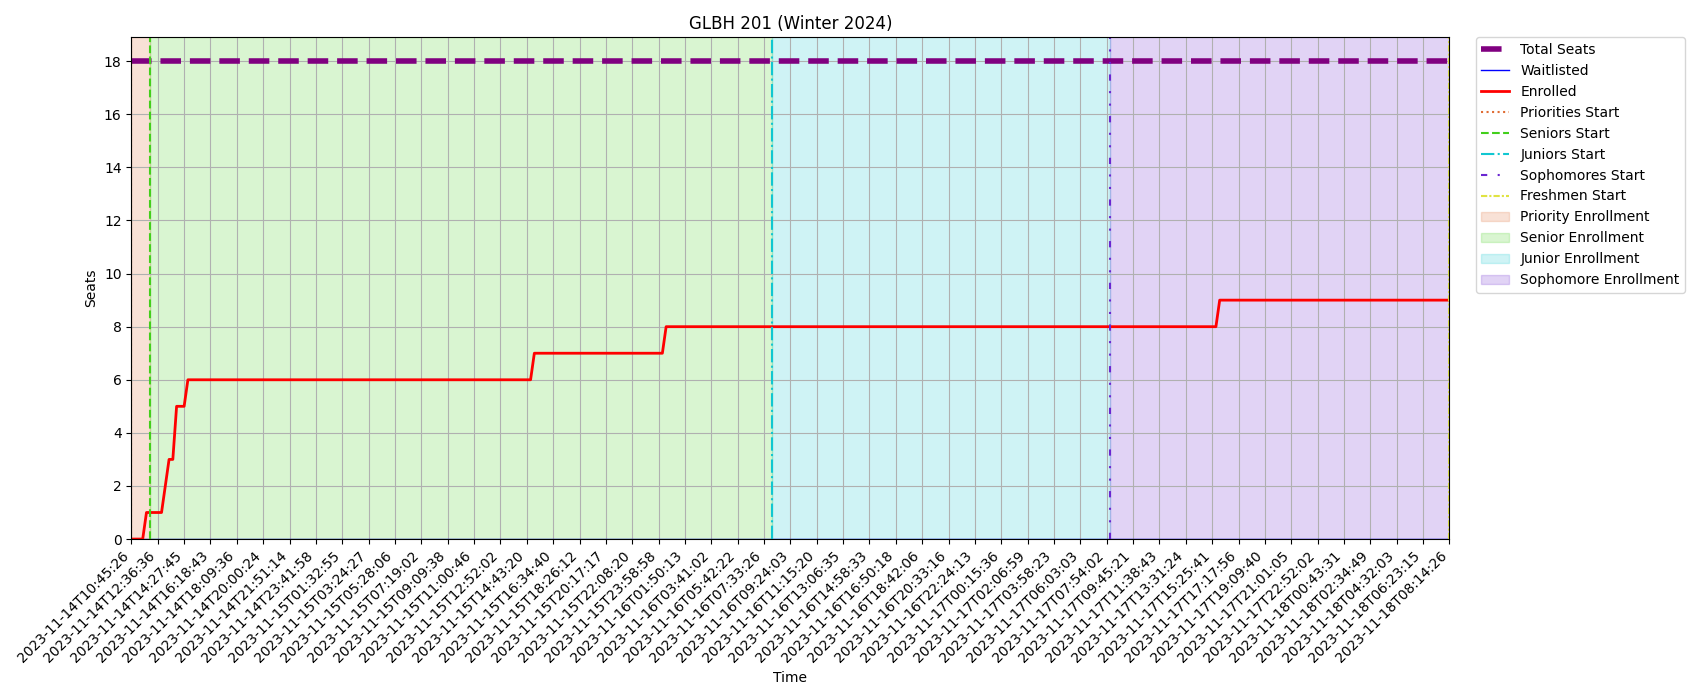 GLBH 201 (Winter 2024)
Seats
18
16
14
12
10
8
6
4
2
0
2023-11-14T10:45:26
2023-11-14T12:36:36
2023-11-14T14:27:45
2023-11-14T16:18:43
2023-11-14T18:09:36
2023-11-14T20:00:24
2023-11-14T21:51:14
2023-11-14T23:41:58
2023-11-15T01:32:55
2023-11-15T03:24:27
2023-11-15T05:28:06
2023-11-15T07:19:02
2023-11-15T09:09:38
2023-11-15T11:00:46
2023-11-15T12:52:02
2023-11-15T14:43:20
2023-11-15T16:34:40
2023-11-15T18:26:12
2023-11-15T20:17:17
2023-11-15T22:08:20
2023-11-15T23:58:58
2023-11-16T01:50:13
2023-11-16T03:41:02
2023-11-16T05:42:22
2023-11-16T07:33:26
2023-11-16T09:24:03
2023-11-16T11:15:20
2023-11-16T13:06:35
2023-11-16T14:58:33
2023-11-16T16:50:18
2023-11-16T18:42:06
2023-11-16T20:33:16
2023-11-16T22:24:13
2023-11-17T00:15:36
2023-11-17T02:06:59
2023-11-17T03:58:23
2023-11-17T06:03:03
2023-11-17T07:54:02
2023-11-17T09:45:21
2023-11-17T11:38:43
2023-11-17T13:31:24
2023-11-17T15:25:41
2023-11-17T17:17:56
2023-11-17T19:09:40
2023-11-17T21:01:05
2023-11-17T22:52:02
2023-11-18T00:43:31
2023-11-18T02:34:49
2023-11-18T04:32:03
2023-11-18T06:23:15
2023-11-18T08:14:26
Time
Total Seats
Waitlisted
Enrolled
Priorities Start
Seniors Start
Juniors Start
Sophomores Start
Freshmen Start
Priority Enrollment
Senior Enrollment
Junior Enrollment
Sophomore Enrollment